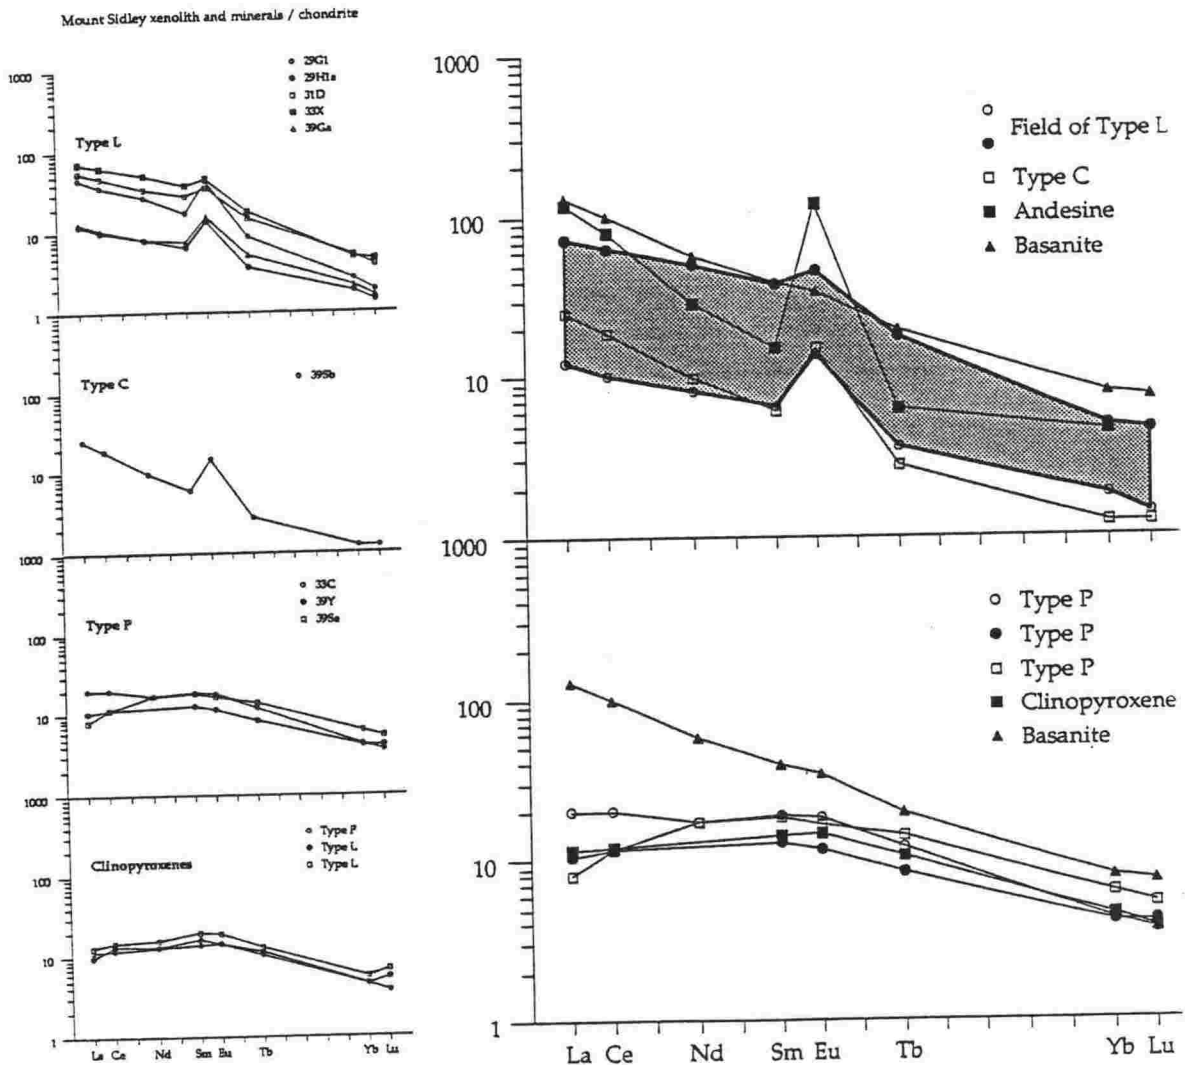 Mount Sidley xenolith and minerals / chondrite
1000
100
10
1
Type L
29G1
29H1a
31D
33X
39Ga
100
10
Type C
39Sb
1000
100
10
Type P
33C
39Y
39Se
1000
100
10
1
Clinopyroxenes
Type P
Type L
Type L
La Ce Nd Sm Eu Tb Yb Lu
1000
100
10
Field of Type L
Type C
Andesine
Basanite
1000
100
10
1
Type P
Type P
Type P
Clinopyroxene
Basanite
La Ce Nd Sm Eu Tb Yb Lu